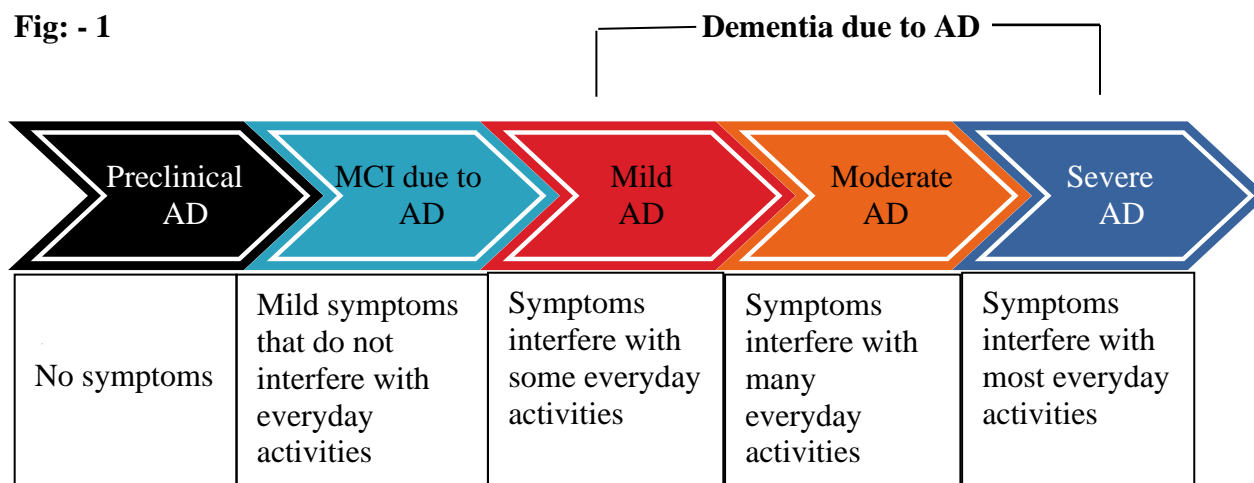 Fig: - 1
Dementia due to AD
Preclinical
AD
MCI due to
AD
Mild
AD
Moderate
AD
Severe
AD
No symptoms
Mild symptoms
that do not
interfere with
everyday
activities
Symptoms
interfere with
some everyday
activities
Symptoms
interfere with
many
everyday
activities
Symptoms
interfere with
most everyday
activities